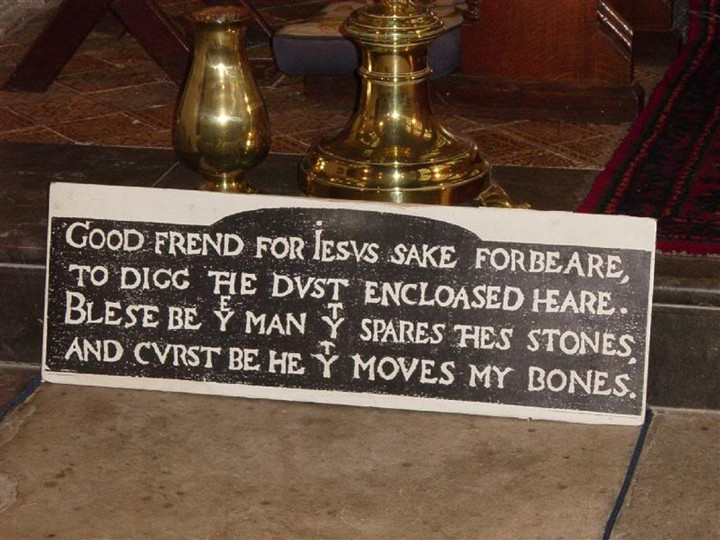 GOOD FREND FOR IESVS SAKE FORBEARE,
TO DIGG THE DVST ENCLOASED HEARE.
BLESE BE Yᴱ MAN Yᵀ SPARES THES STONES,
AND CVRST BE HE Yᵀ MOVES MY BONES.